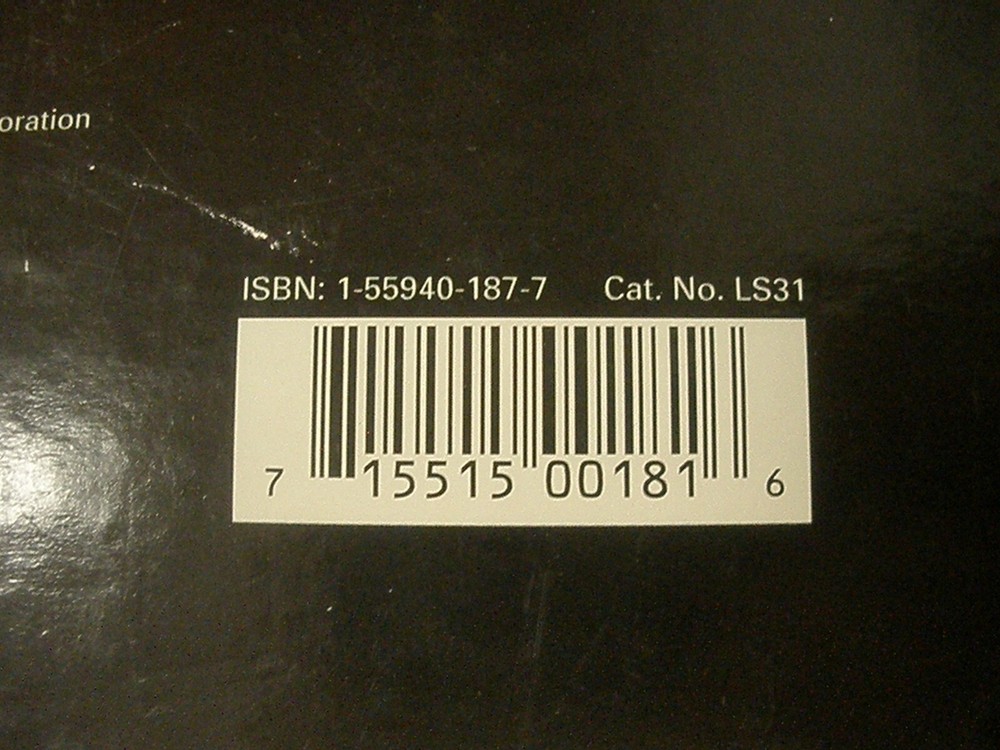 oration
ISBN: 1-55940-187-7 Cat. No. LS31
7 15515 00181 6